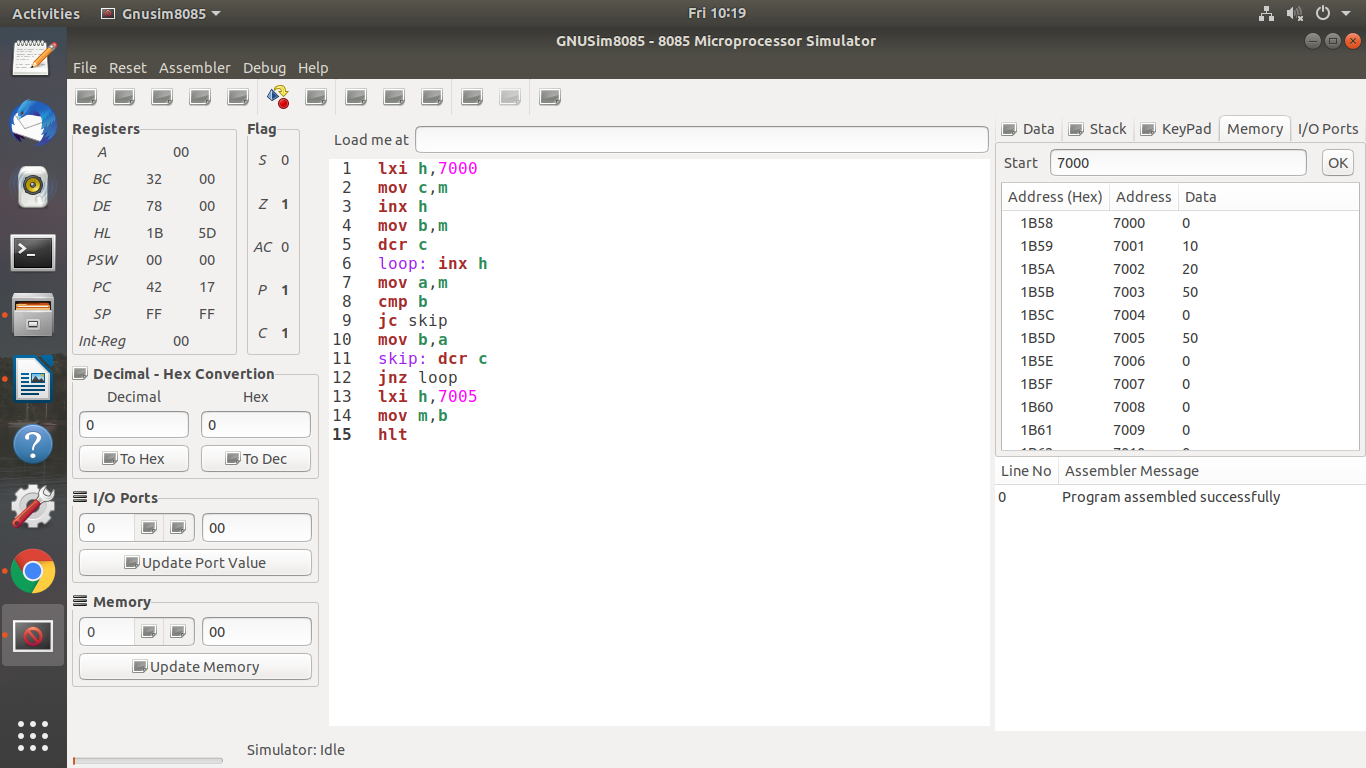 Activities Gnusim8085 Fri 10:19
GNUSim8085 - 8085 Microprocessor Simulator
File Reset Assembler Debug Help
Registers
A 00
BC 32 00
DE 78 00
HL 1B 5D
PSW 00 00
PC 42 17
SP FF FF
Int-Reg 00
Flag
S 0
Z 1
AC 0
P 1
C 1
Decimal - Hex Convertion
Decimal Hex
0 0
To Hex To Dec
I/O Ports
0 00
Update Port Value
Memory
0 00
Update Memory
Load me at
1 lxi h,7000
2 mov c,m
3 inx h
4 mov b,m
5 dcr c
6 loop: inx h
7 mov a,m
8 cmp b
9 jc skip
10 mov b,a
11 skip: dcr c
12 jnz loop
13 lxi h,7005
14 mov m,b
15 hlt
Data Stack KeyPad Memory I/O Ports
Start 7000 OK
Address (Hex) Address Data
1B58 7000 0
1B59 7001 10
1B5A 7002 20
1B5B 7003 50
1B5C 7004 0
1B5D 7005 50
1B5E 7006 0
1B5F 7007 0
1B60 7008 0
1B61 7009 0
Line No Assembler Message
0 Program assembled successfully
Simulator: Idle